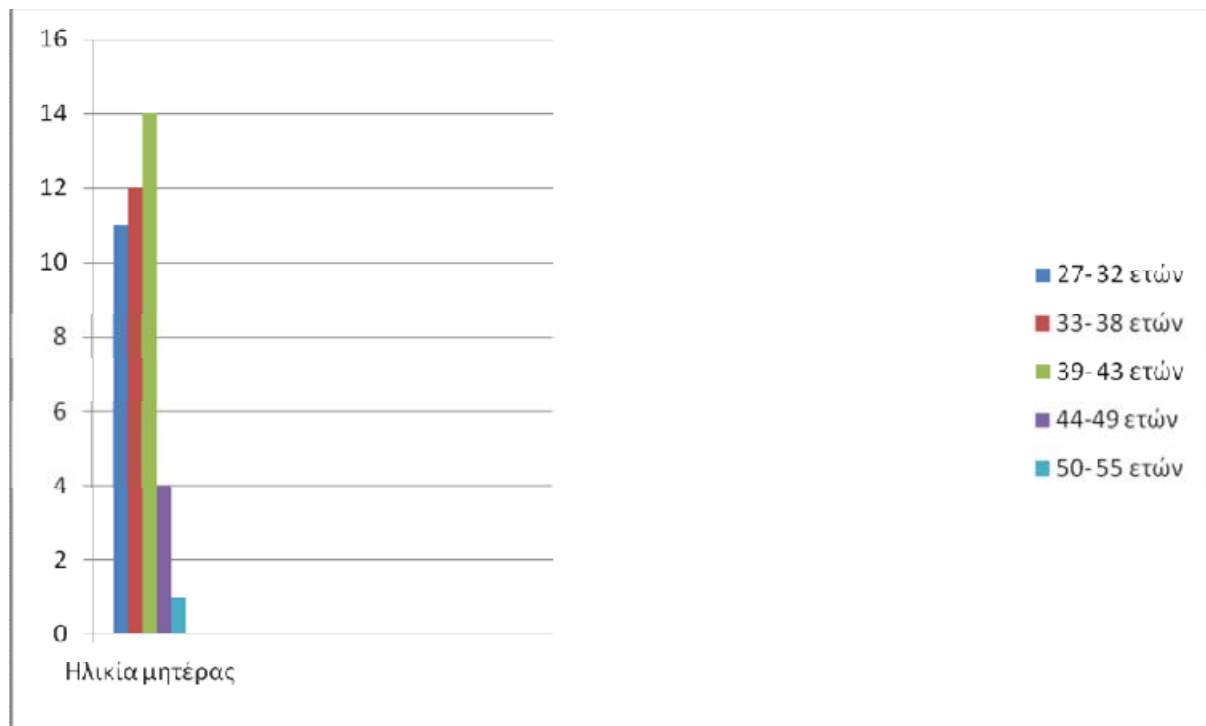 16
14
12
10
8
6
4
2
0
Ηλικία μητέρας
27- 32 ετών
33- 38 ετών
39- 43 ετών
44-49 ετών
50- 55 ετών